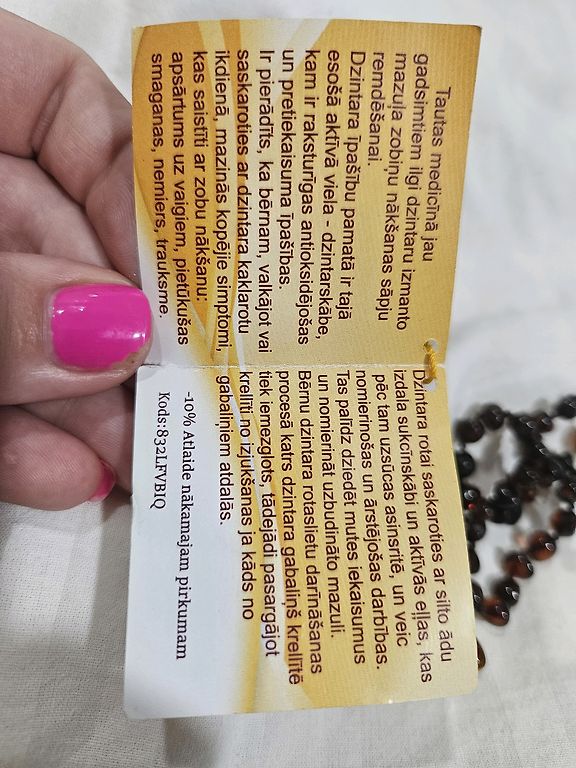 Tautas medicīnā jau
gadsimtiem ilgi dzintaru izmanto
mazuļa zobiņu nākšanas sāpju
remdēšanai.
Dzintara īpašību pamatā ir tajā
esošā aktīvā viela - dzintarskābe,
kam ir raksturīgas antioksidējošas
un pretiekaisuma īpašības.
Ir pierādīts, ka bērnam, valkājot vai
saskaroties ar dzintara kaklarotu
ikdienā, mazinās kopējie simptomi,
kas saistīti ar zobu nākšanu:
apsārtums uz vaigiem, pietūkušas
smaganas, nemiers, trauksme.
Dzintara rotai saskaroties ar silto ādu
izdala sukcīnskābi un aktīvās eļļas, kas
pēc tam uzsūcas asinsritē, un veic
nomierinošas un ārstējošas darbības.
Tas palīdz dziedēt mutes iekaisumus
un nomierināt uzbudināto mazuli.
Bērnu dzintara rotaslietu darīnāšanas
procesā katrs dzintara gabaliņš krellītē
tiek iemezglots, tādejādi pasargājot
krellīti no izjukšanas ja kāds no
gabaliņiem atdalās.
-10% Atlaide nākamajam pirkumam
Kods:832LFVBIQ